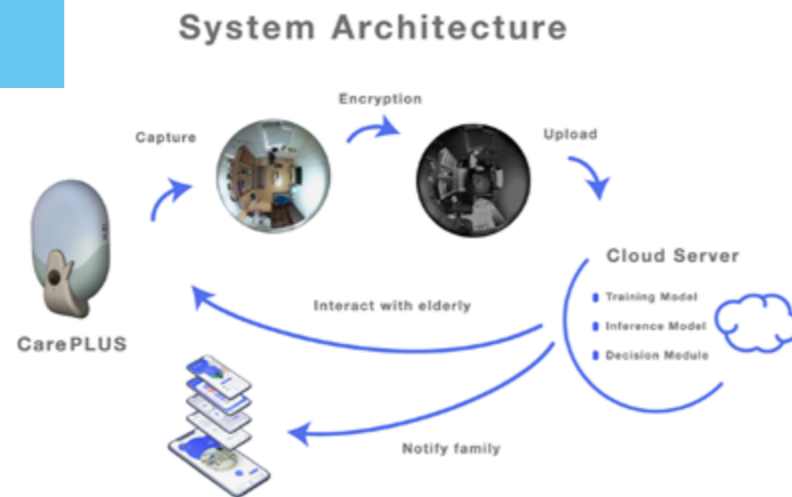 System Architecture
Encryption
Capture
Upload
Cloud Server
Training Model
Inference Model
Decision Module
Interact with elderly
CarePLUS
Notify family